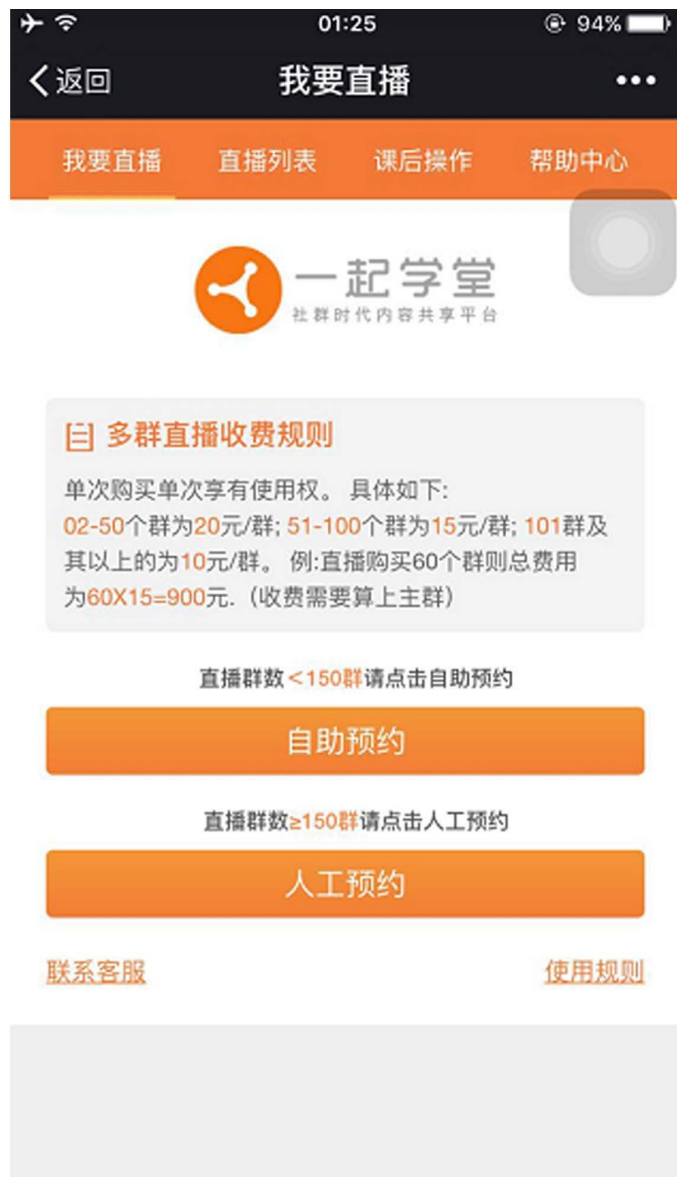 01:25
94%
返回
我要直播
我要直播 直播列表 课后操作 帮助中心
一起学堂
社群时代内容共享平台
多群直播收费规则
单次购买单次享有使用权。 具体如下:
02-50个群为20元/群; 51-100个群为15元/群; 101群及
其以上的为10元/群。 例:直播购买60个群则总费用
为60X15=900元.（收费需要算上主群）
直播群数<150群请点击自助预约
自助预约
直播群数≥150群请点击人工预约
人工预约
联系客服
使用规则